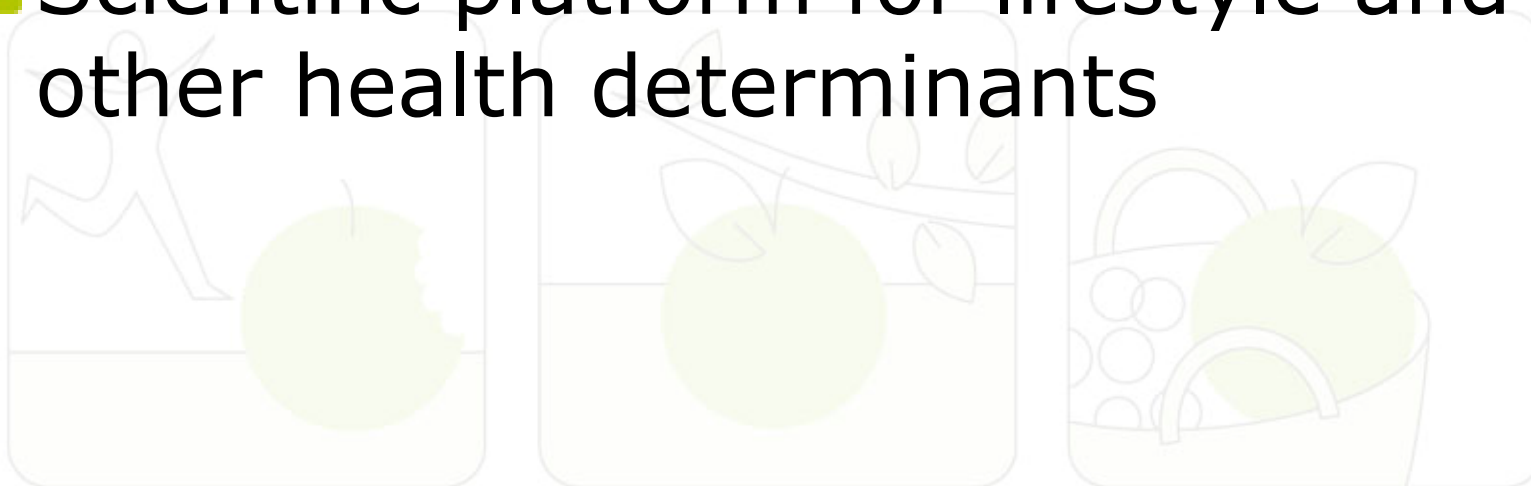 Scientific platform for lifestyle and
other health determinants